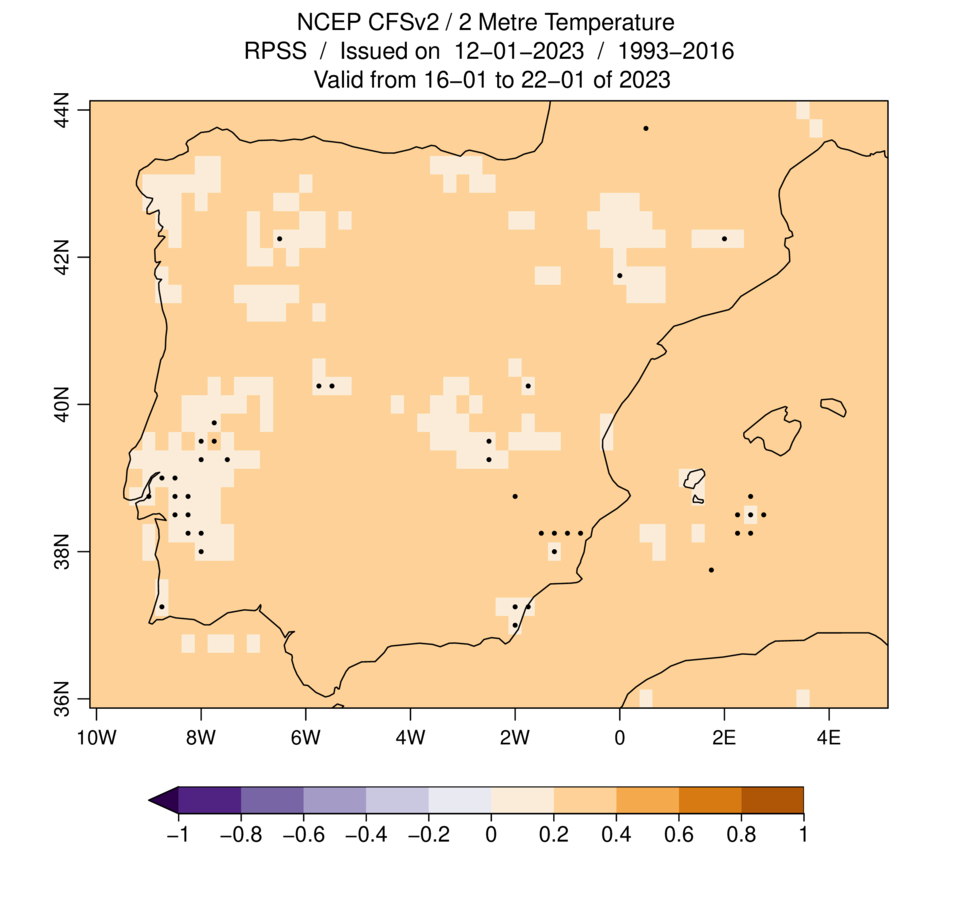 NCEP CFSv2 / 2 Metre Temperature
RPSS / Issued on 12−01−2023 / 1993−2016
Valid from 16−01 to 22−01 of 2023
44N
42N
40N
38N
36N
10W 8W 6W 4W 2W 0 2E 4E
−1 −0.8 −0.6 −0.4 −0.2 0 0.2 0.4 0.6 0.8 1